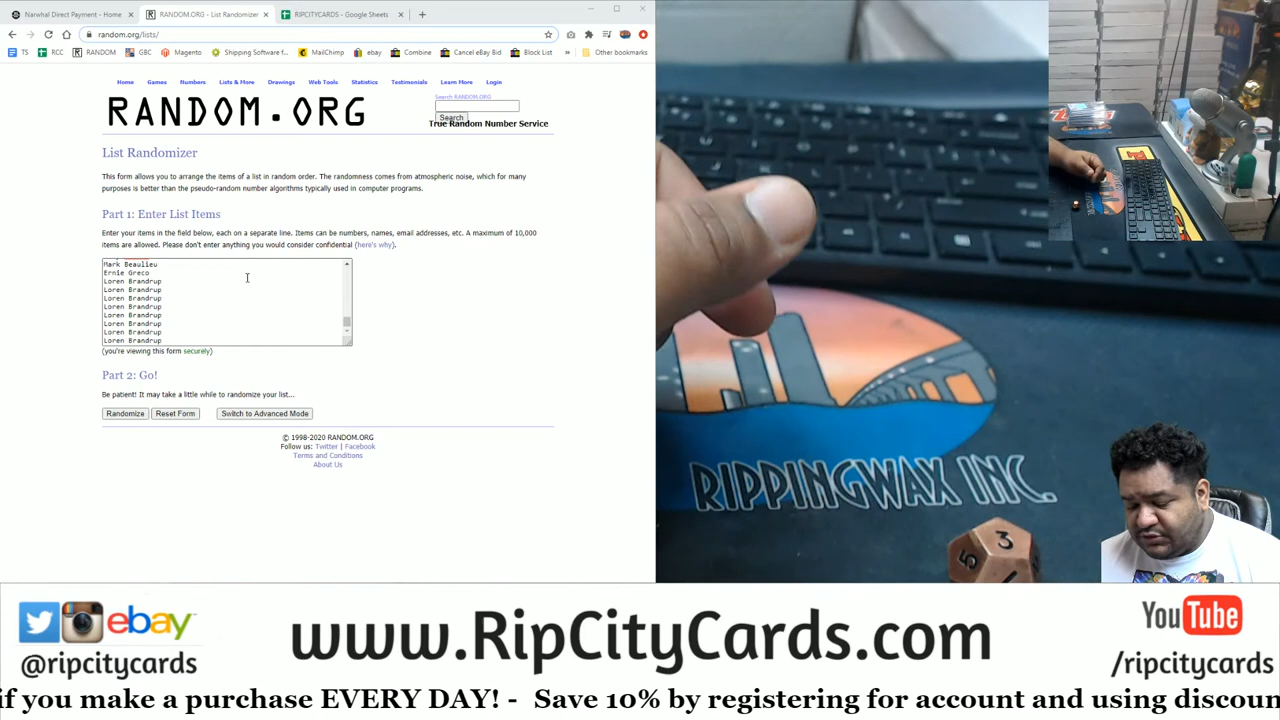 Narwhal Direct Payment - Home
RANDOM.ORG - List Randomizer
RIPCITYCARDS - Google Sheets
random.org/lists/
TS RCC RANDOM GBC Magento Shipping Software f... MailChimp ebay Combine Cancel eBay Bid Block List » Other bookmarks
Home Games Numbers Lists & More Drawings Web Tools Statistics Testimonials Learn More Login
RANDOM.ORG
Search RANDOM.ORG
Search
True Random Number Service
List Randomizer
This form allows you to arrange the items of a list in random order. The randomness comes from atmospheric noise, which for many
purposes is better than the pseudo-random number algorithms typically used in computer programs.
Part 1: Enter List Items
Enter your items in the field below, each on a separate line. Items can be numbers, names, email addresses, etc. A maximum of 10,000
items are allowed. Please don't enter anything you would consider confidential (here's why).
Mark Beaulieu
Ernie Greco
Loren Brandrup
Loren Brandrup
Loren Brandrup
Loren Brandrup
Loren Brandrup
Loren Brandrup
Loren Brandrup
Loren Brandrup
(you're viewing this form securely)
Part 2: Go!
Be patient! It may take a little while to randomize your list...
Randomize Reset Form Switch to Advanced Mode
© 1998-2020 RANDOM.ORG
Follow us: Twitter | Facebook
Terms and Conditions
About Us
RIPPINGWAX INC.
5 3
ebay
@ripcitycards
www.RipCityCards.com
YouTube
/ripcitycards
if you make a purchase EVERY DAY! - Save 10% by registering for account and using discoun